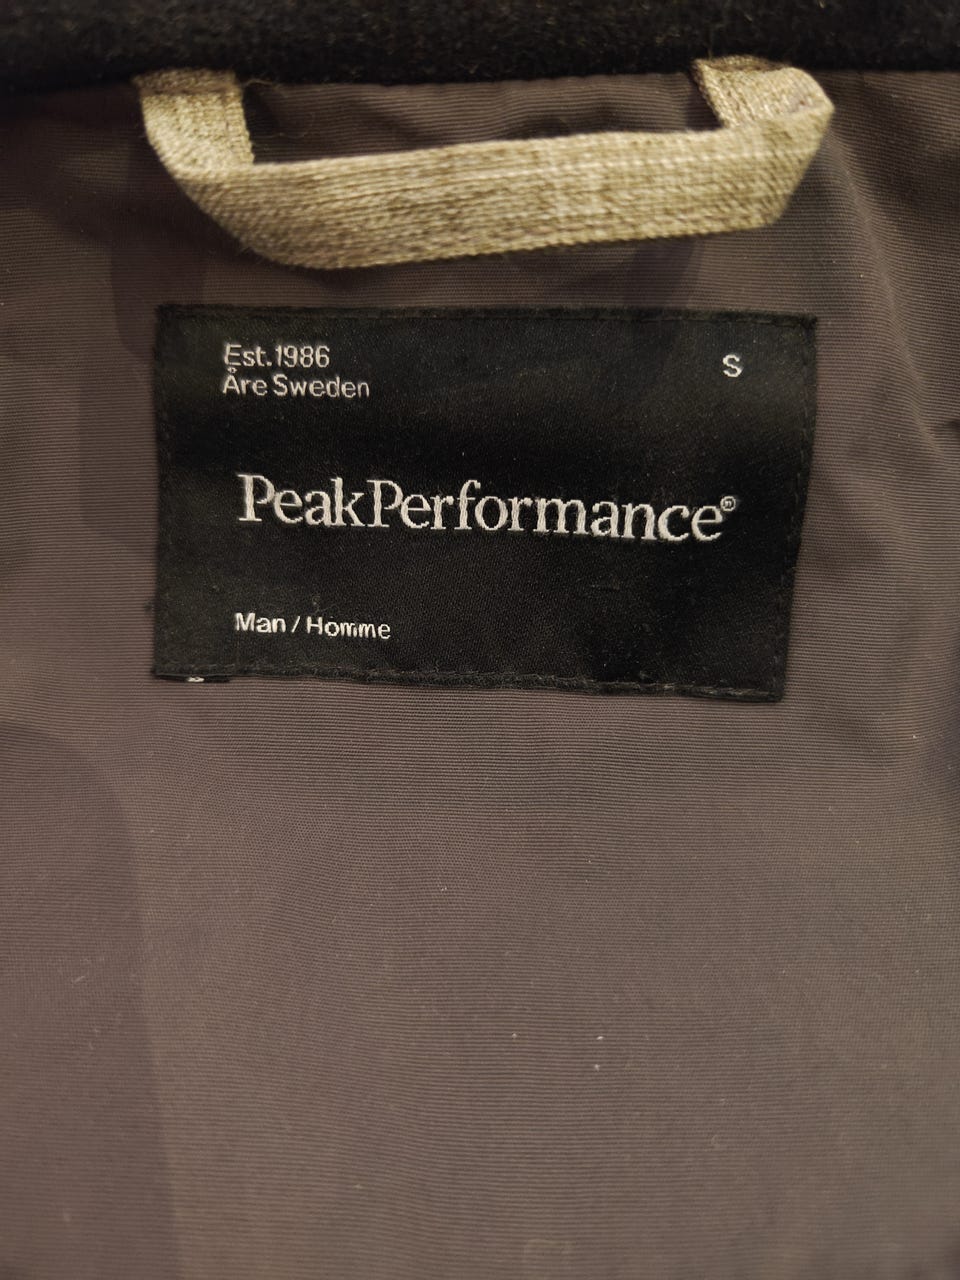 Est.1986
S
Åre Sweden
PeakPerformance®
Man / Homme